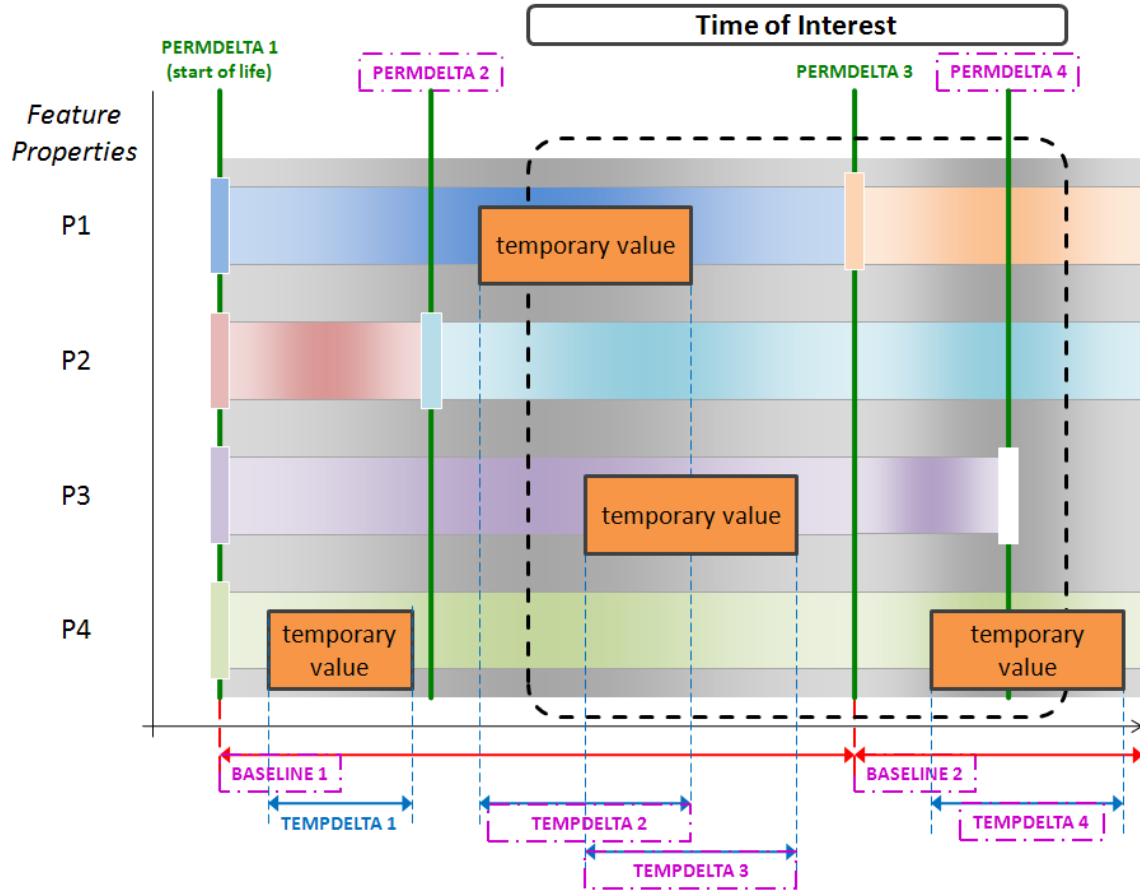 Time of Interest
PERMDELTA 1
(start of life)
PERMDELTA 2
PERMDELTA 3
PERMDELTA 4
Feature
Properties
P1
temporary value
P2
P3
temporary value
P4
temporary
value
temporary
value
BASELINE 1
BASELINE 2
TEMPDELTA 1
TEMPDELTA 2
TEMPDELTA 4
TEMPDELTA 3